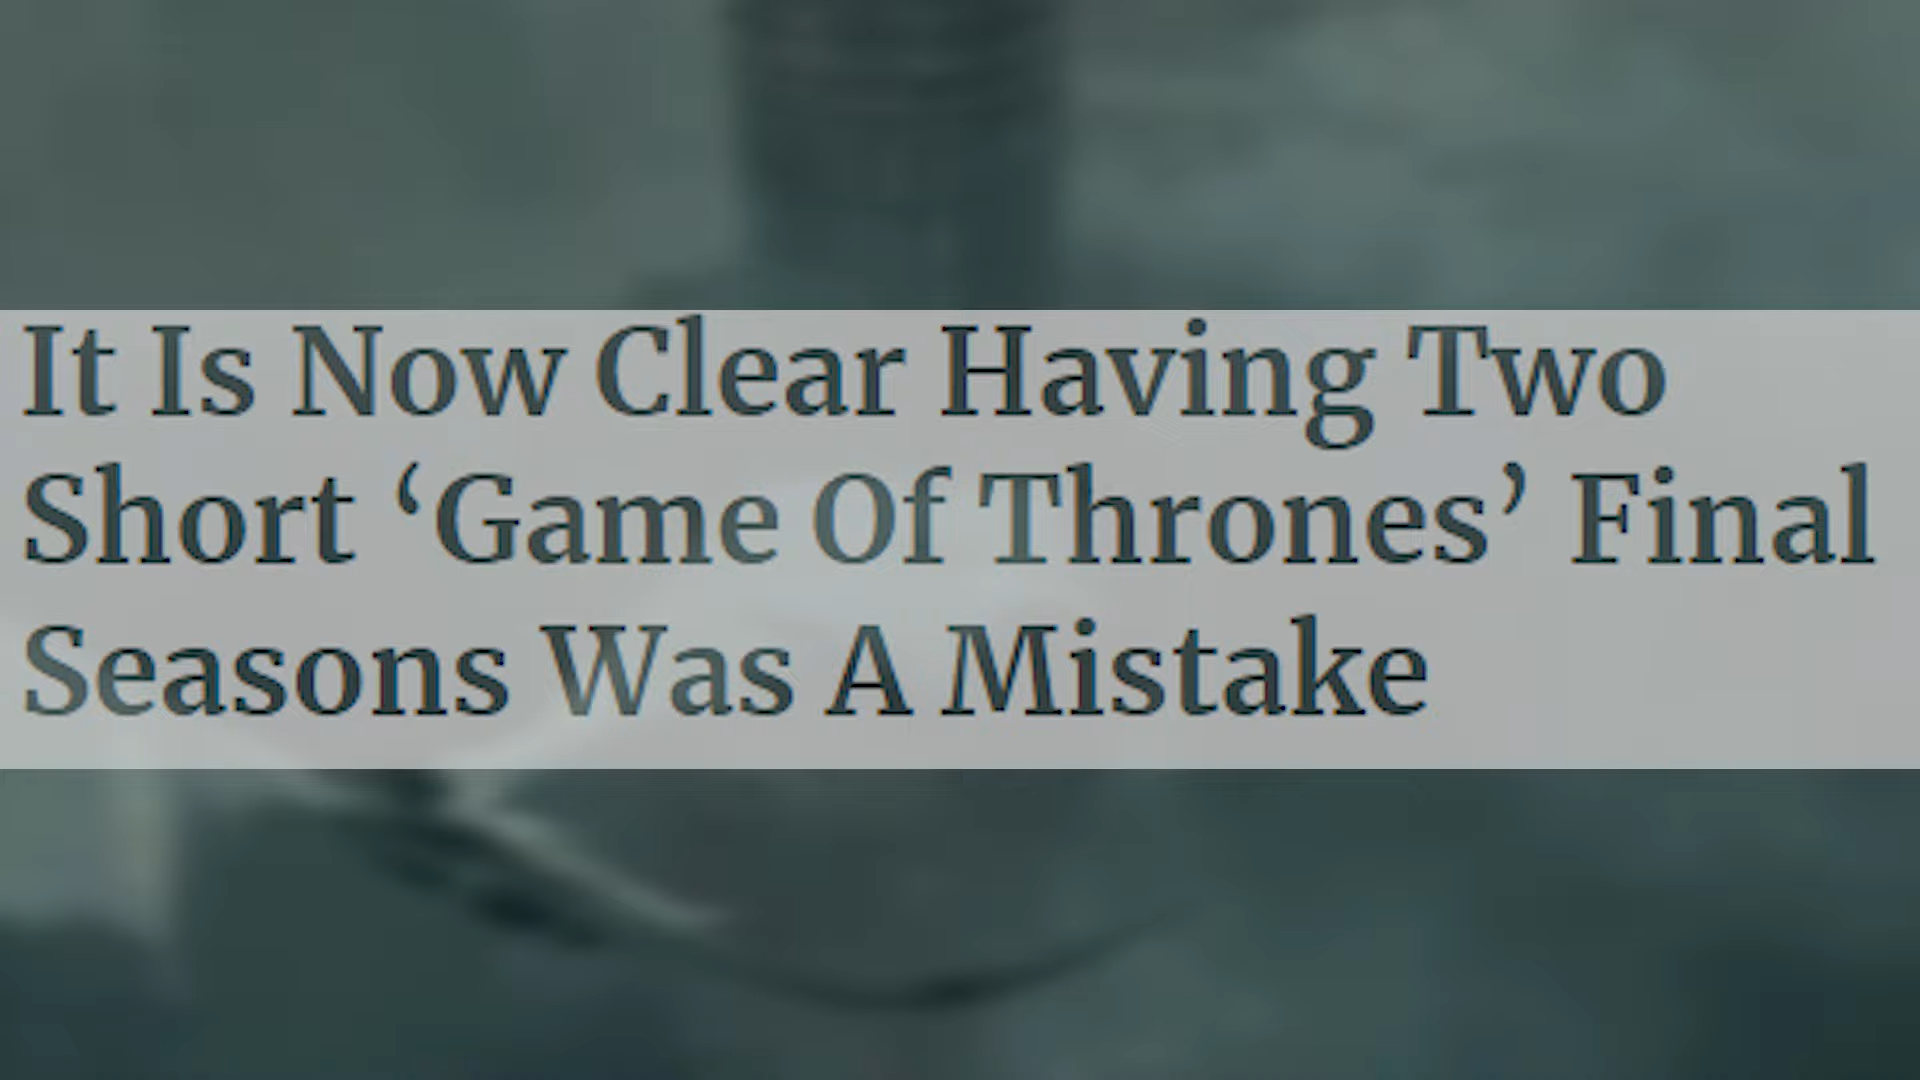 It Is Now Clear Having Two
Short ‘Game Of Thrones’ Final
Seasons Was A Mistake